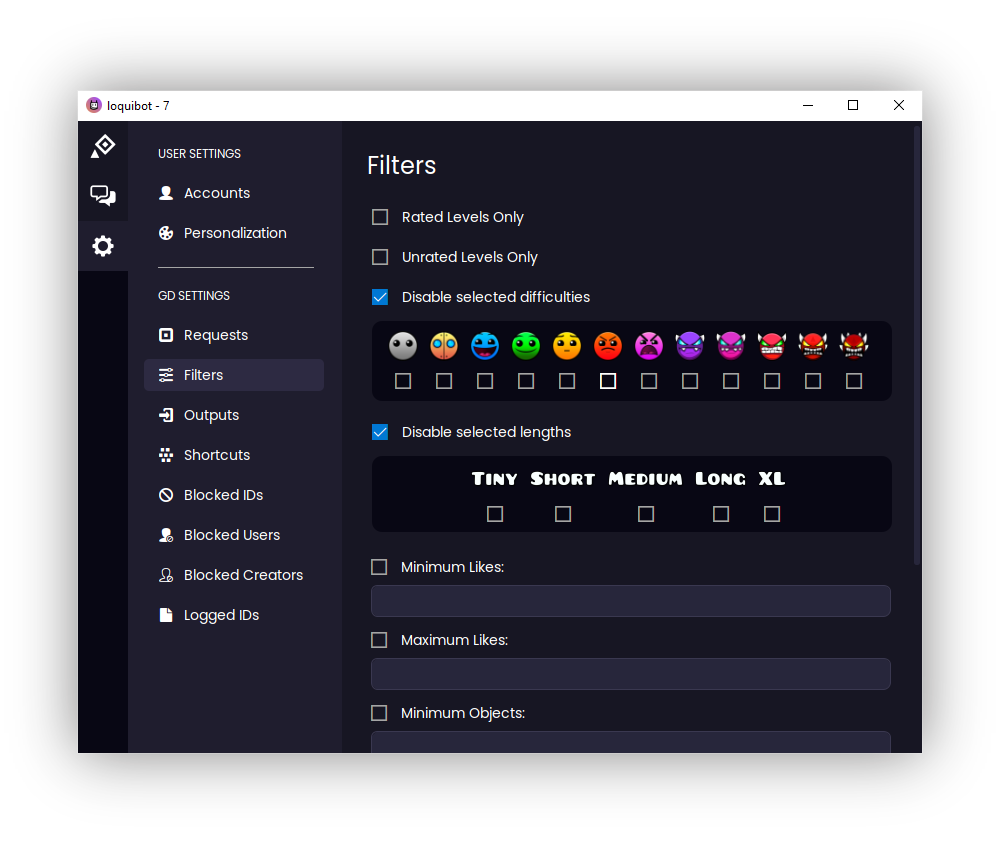 loquibot - 7
USER SETTINGS
Accounts
Personalization
GD SETTINGS
Requests
Filters
Outputs
Shortcuts
Blocked IDs
Blocked Users
Blocked Creators
Logged IDs
Filters
Rated Levels Only
Unrated Levels Only
Disable selected difficulties
Disable selected lengths
Tiny Short Medium Long XL
Minimum Likes:
Maximum Likes:
Minimum Objects: